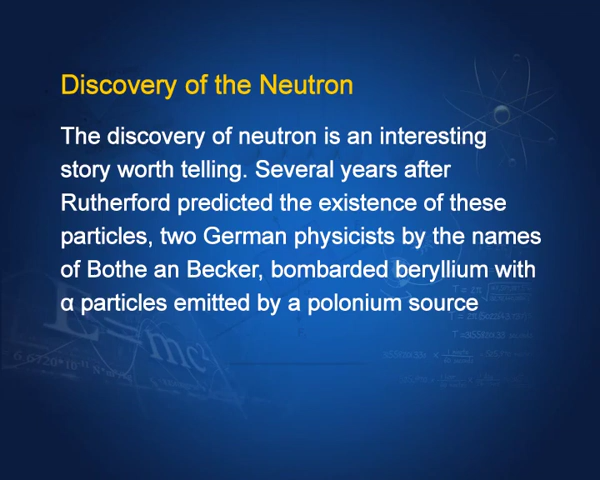 Discovery of the Neutron
The discovery of neutron is an interesting
story worth telling. Several years after
Rutherford predicted the existence of these
particles, two German physicists by the names
of Bothe an Becker, bombarded beryllium with
α particles emitted by a polonium source